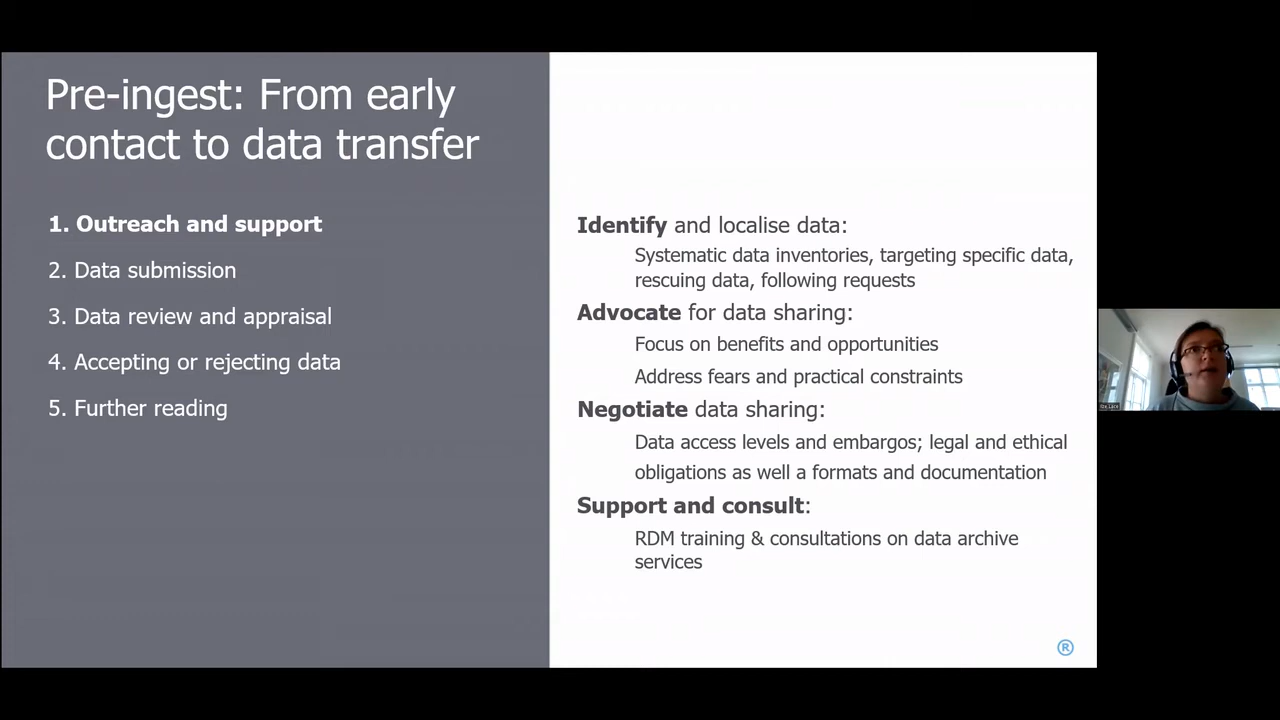 Pre-ingest: From early
contact to data transfer
1. Outreach and support
2. Data submission
3. Data review and appraisal
4. Accepting or rejecting data
5. Further reading
Identify and localise data:
Systematic data inventories, targeting specific data,
rescuing data, following requests
Advocate for data sharing:
Focus on benefits and opportunities
Address fears and practical constraints
Negotiate data sharing:
Data access levels and embargos; legal and ethical
obligations as well a formats and documentation
Support and consult:
RDM training & consultations on data archive
services
®